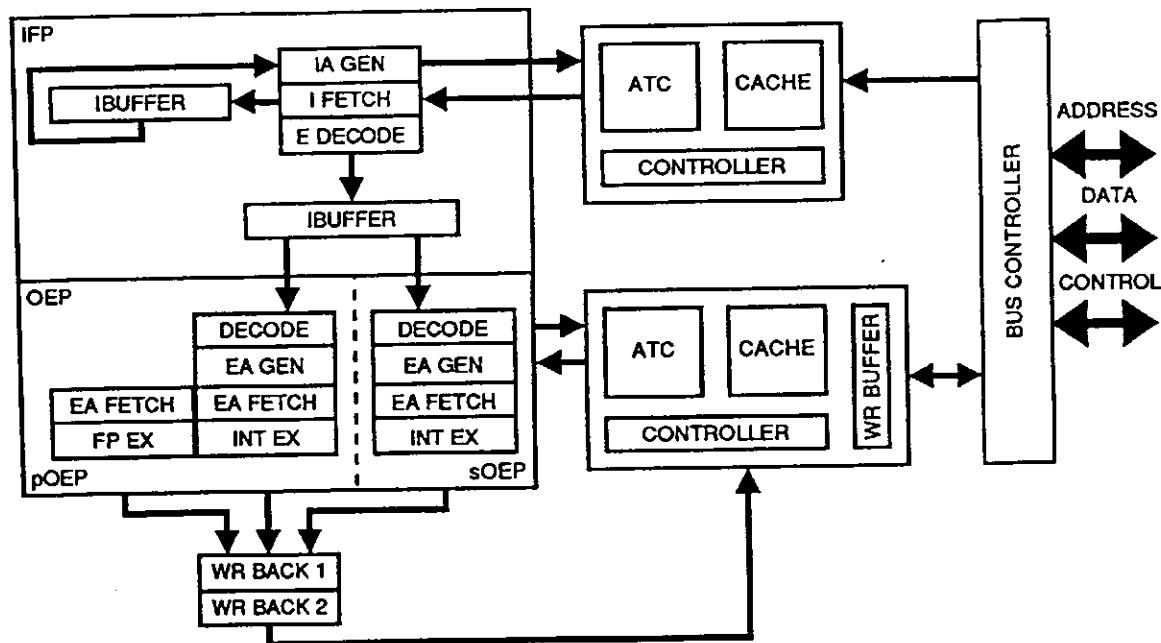 IFP
IA GEN
I FETCH
E DECODE
IBUFFER
IBUFFER
ATC
CACHE
CONTROLLER
BUS CONTROLLER
ADDRESS
DATA
CONTROL
OEP
DECODE
EA GEN
EA FETCH
EA FETCH
FP EX
INT EX
pOEP
DECODE
EA GEN
EA FETCH
INT EX
sOEP
ATC
CACHE
WR BUFFER
CONTROLLER
WR BACK 1
WR BACK 2